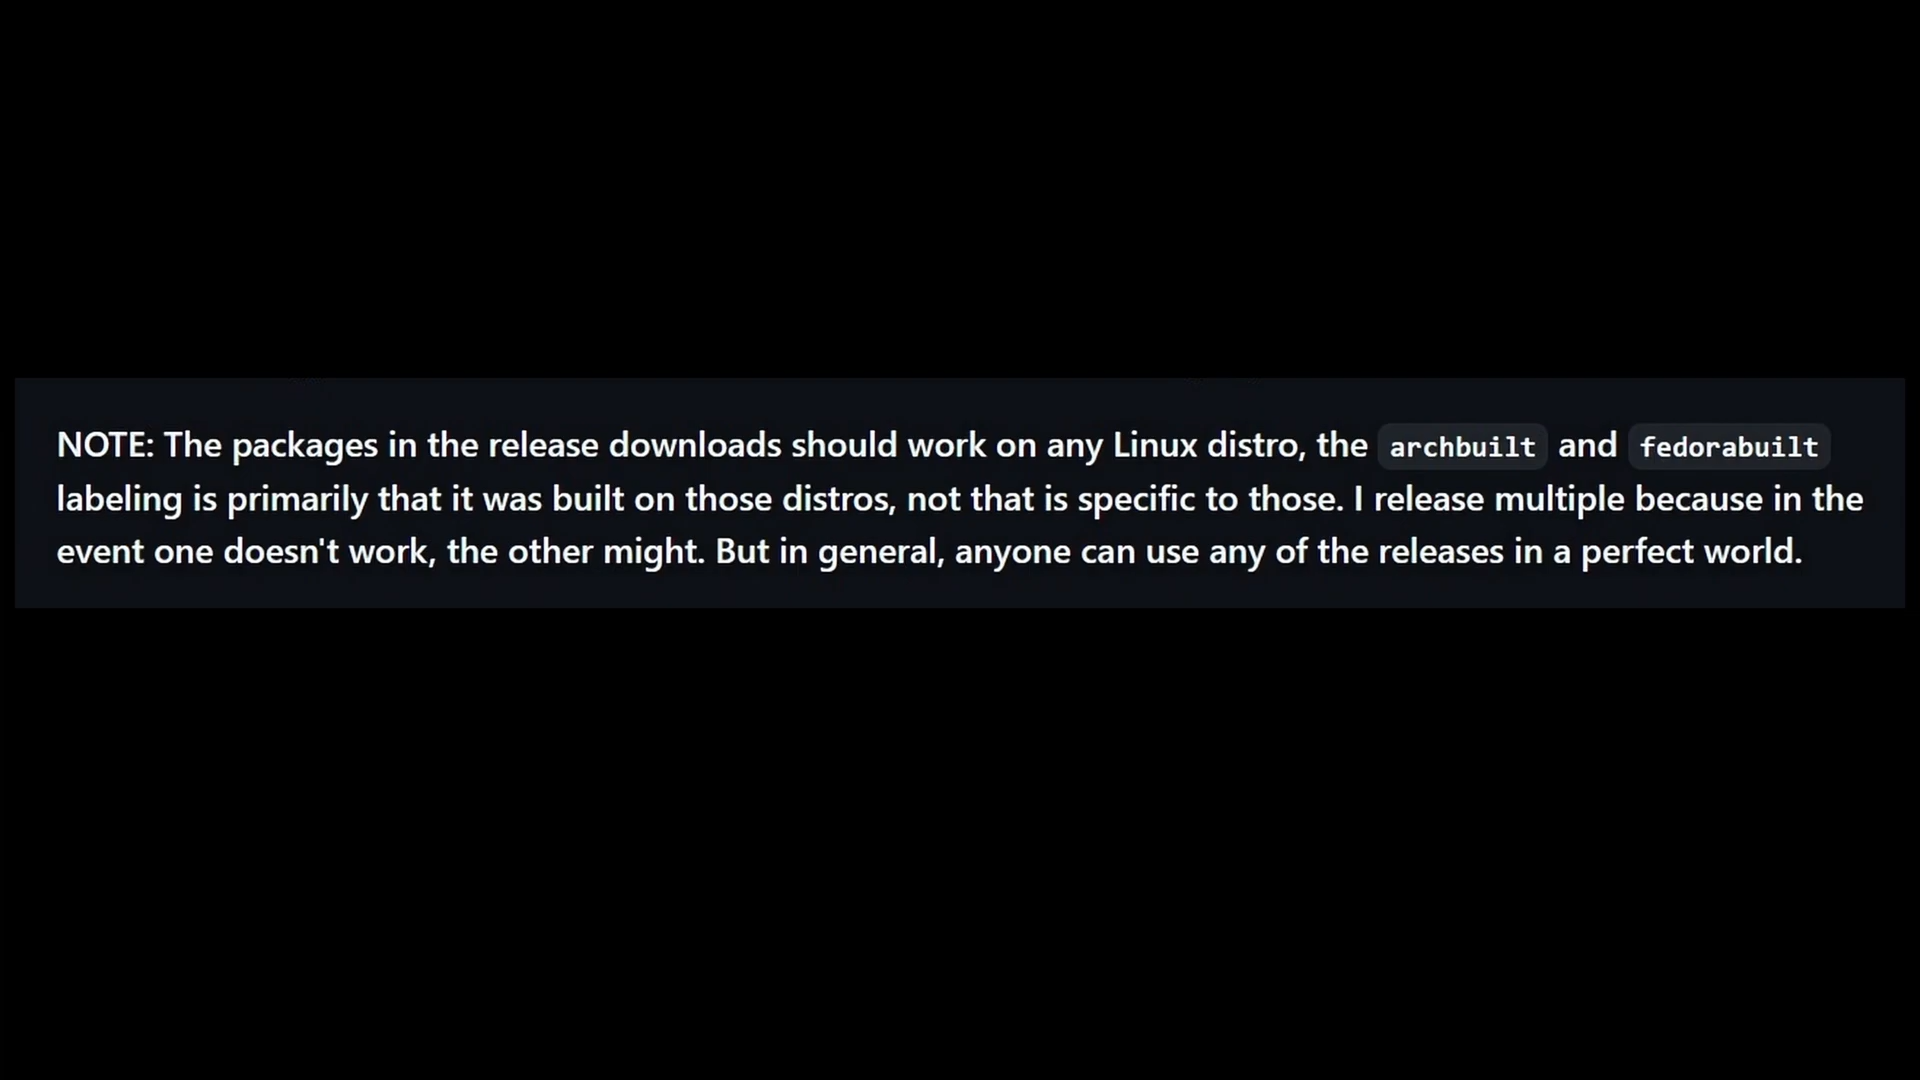 NOTE: The packages in the release downloads should work on any Linux distro, the archbuilt and fedorabuilt
labeling is primarily that it was built on those distros, not that is specific to those. I release multiple because in the
event one doesn't work, the other might. But in general, anyone can use any of the releases in a perfect world.